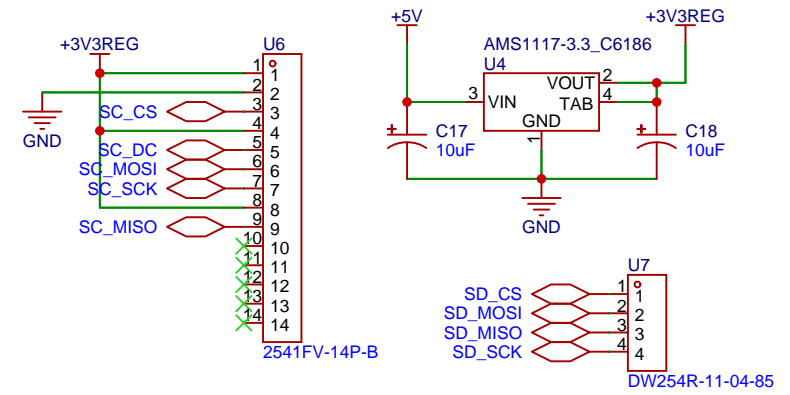 +3V3REG
U6
1
1
2
2
GND
SC_CS
3
3
4
4
SC_DC
5
5
SC_MOSI
6
6
SC_SCK
7
7
8
8
SC_MISO
9
9
10
10
11
11
12
12
13
13
14
14
2541FV-14P-B
+5V
+3V3REG
AMS1117-3.3_C6186
U4
3
VIN
VOUT
2
TAB
4
GND
1
+
C17
10uF
+
C18
10uF
GND
U7
SD_CS
1
1
SD_MOSI
2
2
SD_MISO
3
3
SD_SCK
4
4
DW254R-11-04-85